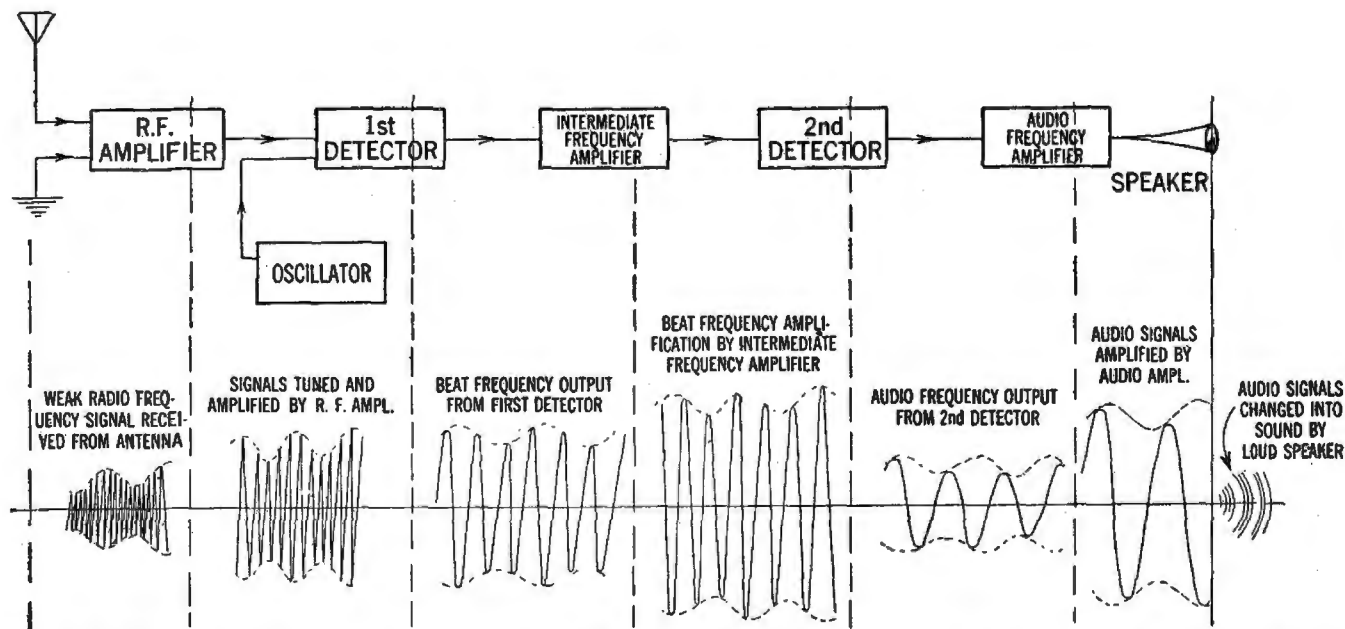 R.F.
AMPLIFIER
1st
DETECTOR
INTERMEDIATE
FREQUENCY
AMPLIFIER
2nd
DETECTOR
AUDIO
FREQUENCY
AMPLIFIER
SPEAKER
OSCILLATOR
WEAK RADIO FREQ-
UENCY SIGNAL RECEI-
VED FROM ANTENNA
SIGNALS TUNED AND
AMPLIFIED BY R. F. AMPL.
BEAT FREQUENCY OUTPUT
FROM FIRST DETECTOR
BEAT FREQUENCY AMPLI-
FICATION BY INTERMEDIATE
FREQUENCY AMPLIFIER
AUDIO FREQUENCY OUTPUT
FROM 2nd DETECTOR
AUDIO SIGNALS
AMPLIFIED BY
AUDIO AMPL.
AUDIO SIGNALS
CHANGED INTO
SOUND BY
LOUD SPEAKER